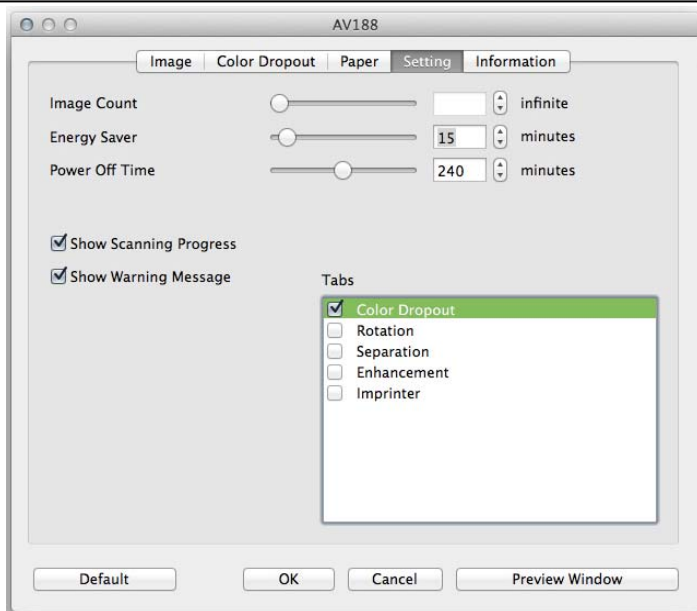 AV188
Image Color Dropout Paper Setting Information
Image Count infinite
Energy Saver 15 minutes
Power Off Time 240 minutes
Show Scanning Progress
Show Warning Message
Tabs
Color Dropout
Rotation
Separation
Enhancement
Imprinter
Default OK Cancel Preview Window